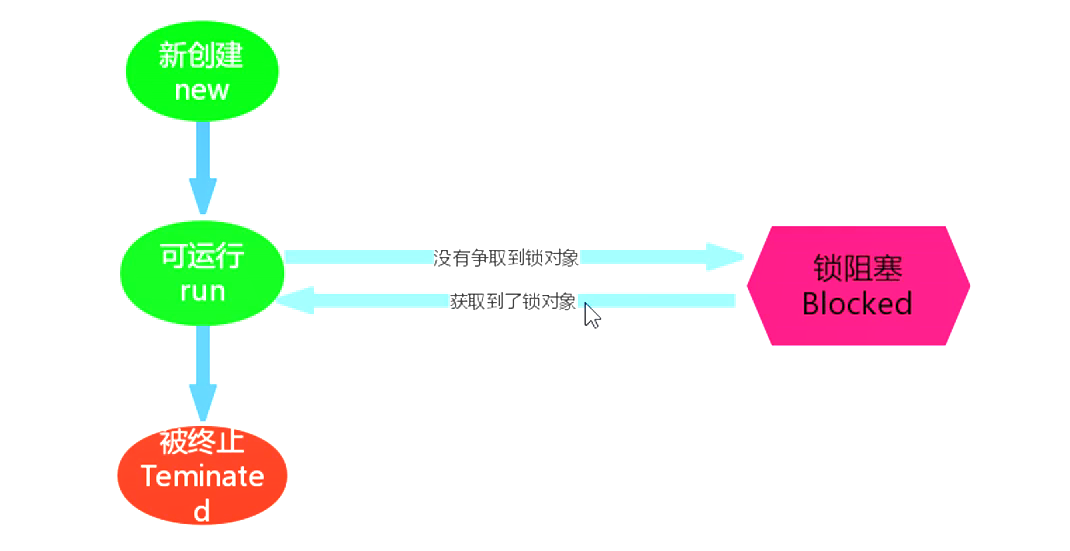 新创建
new
可运行
run
没有争取到锁对象
获取到了锁对象
锁阻塞
Blocked
被终止
Teminate
d